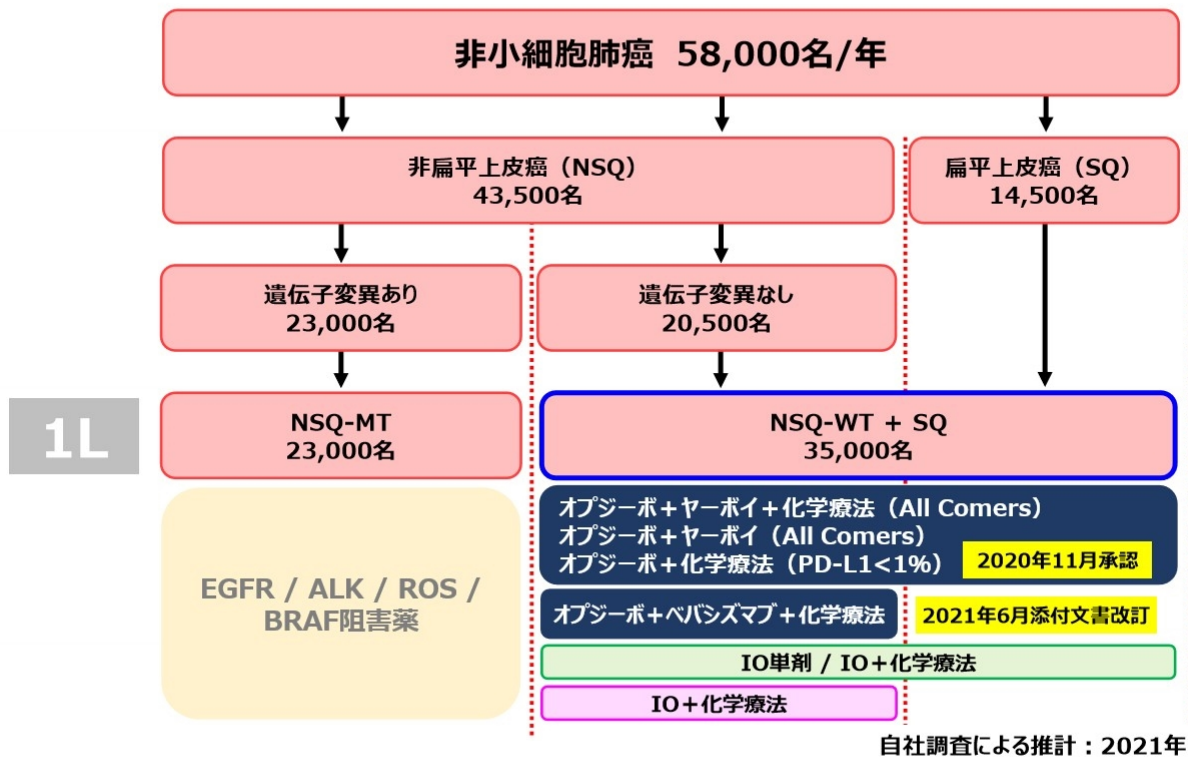 非小細胞肺癌 58,000名/年
非扁平上皮癌（NSQ）
43,500名
扁平上皮癌（SQ）
14,500名
遺伝子変異あり
23,000名
遺伝子変異なし
20,500名
1L
NSQ-MT
23,000名
NSQ-WT + SQ
35,000名
EGFR / ALK / ROS /
BRAF阻害薬
オプジーボ＋ヤーボイ＋化学療法（All Comers）
オプジーボ＋ヤーボイ（All Comers）
オプジーボ＋化学療法（PD-L1<1%）
2020年11月承認
オプジーボ＋ベバシズマブ＋化学療法
2021年6月添付文書改訂
IO単剤 / IO＋化学療法
IO＋化学療法
自社調査による推計：2021年